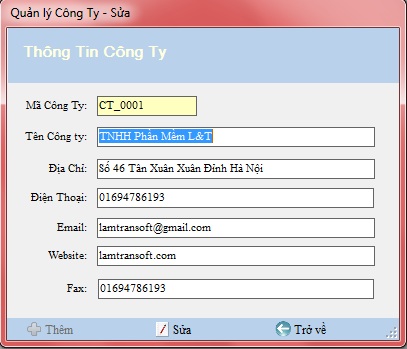 Quản lý Công Ty - Sửa
Thông Tin Công Ty
Mã Công Ty: CT_0001
Tên Công ty: TNHH Phần Mềm L&T
Địa Chỉ: Số 46 Tân Xuân Xuân Đỉnh Hà Nội
Điện Thoại: 01694786193
Email: lamtransoft@gmail.com
Website: lamtransoft.com
Fax: 01694786193
Thêm Sửa Trở về